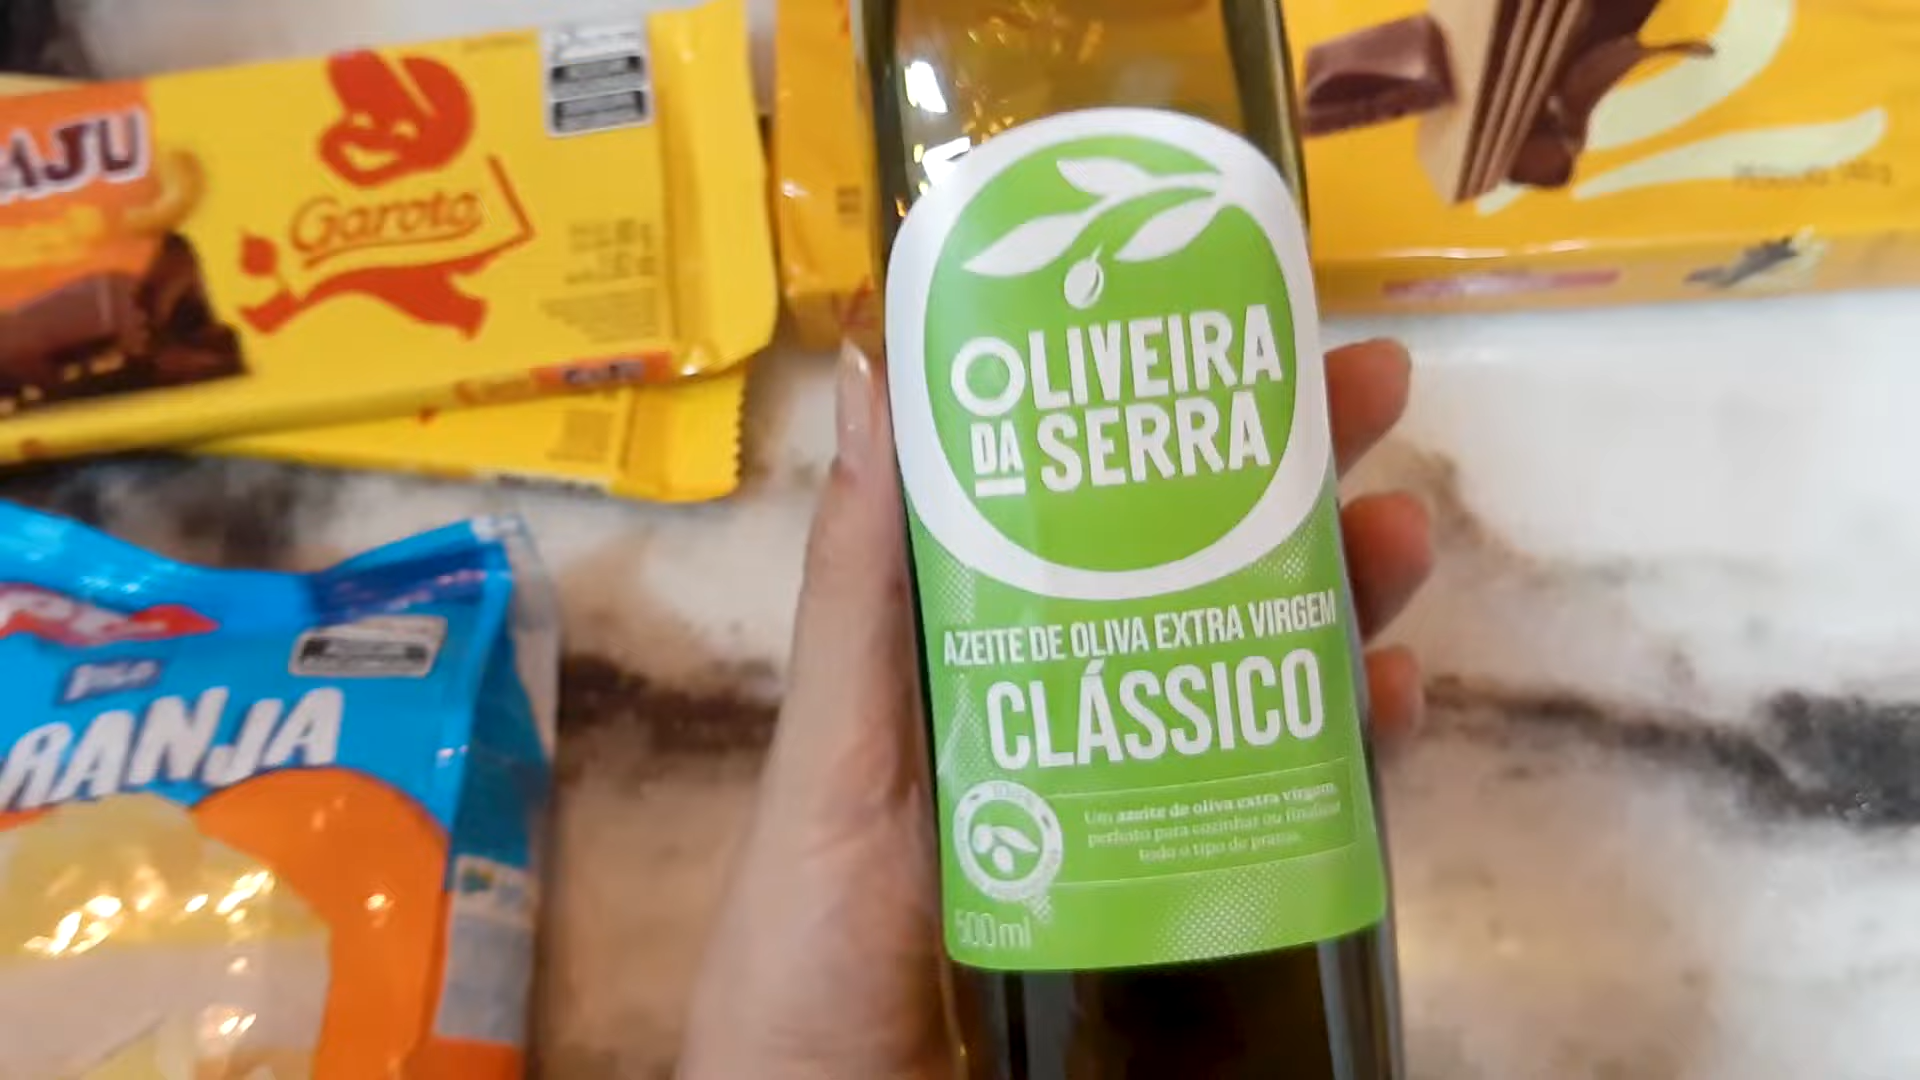 AJU
Garoto
OLIVEIRA
DA SERRA
AZEITE DE OLIVA EXTRA VIRGEM
CLÁSSICO
Um azeite de oliva extra virgem,
perfeito para cozinhar ou finalizar
todo o tipo de pratos.
500ml
RANJA